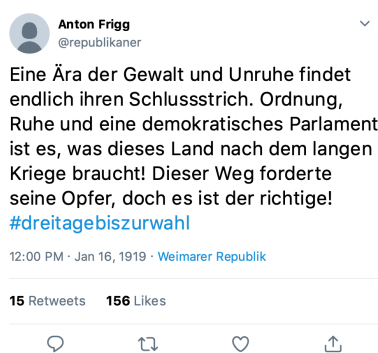 Anton Frigg
@republikaner
Eine Ära der Gewalt und Unruhe findet
endlich ihren Schlussstrich. Ordnung,
Ruhe und eine demokratisches Parlament
ist es, was dieses Land nach dem langen
Kriege braucht! Dieser Weg forderte
seine Opfer, doch es ist der richtige!
#dreitagebiszurwahl
12:00 PM · Jan 16, 1919 · Weimarer Republik
15 Retweets 156 Likes